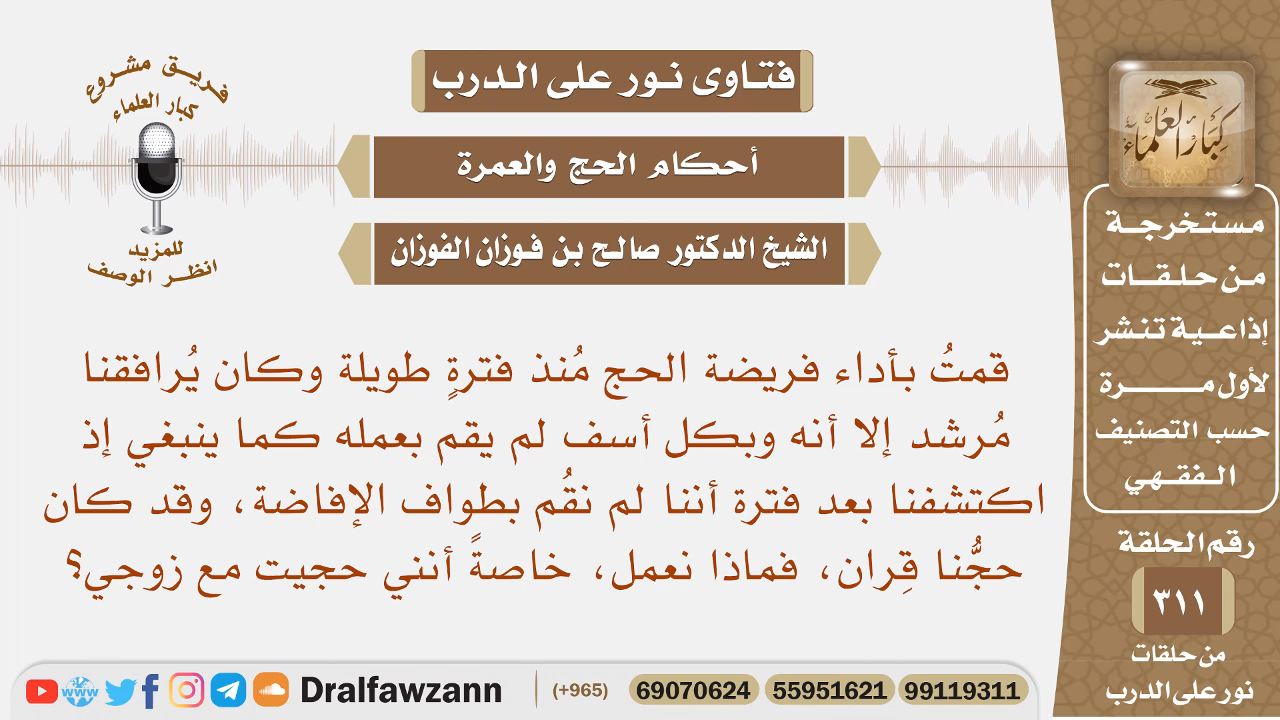 فتاوى نور على الدرب
أحكام الحج والعمرة
الشيخ الدكتور صالح بن فوزان الفوزان
فريق مشروع
كبار العلماء
للمزيد
انظر الوصف
قمتُ بأداء فريضة الحج مُنذ فترةٍ طويلة وكان يُرافقنا
مُرشد إلا أنه وبكل أسف لم يقم بعمله كما ينبغي إذ
اكتشفنا بعد فترة أننا لم نقُم بطواف الإفاضة، وقد كان
حجُّنا قِران، فماذا نعمل، خاصةً أنني حجيت مع زوجي؟
كِبَارُ العُلَمَاء
مستخرجة
من حلقات
إذاعية تنشر
لأول مرة
حسب التصنيف
الفقهي
رقم الحلقة
٣١١
من حلقات
نور على الدرب
www
Dralfawzann
(+965)
69070624
55951621
99119311